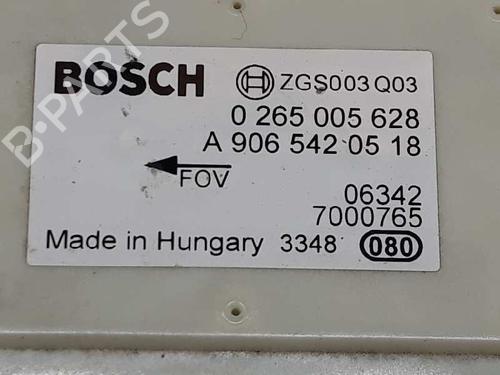 BOSCH ZGS003 Q03
0 265 005 628
A 906 542 05 18
FOV
06342
7000765
Made in Hungary 3348 080
B-PARTS